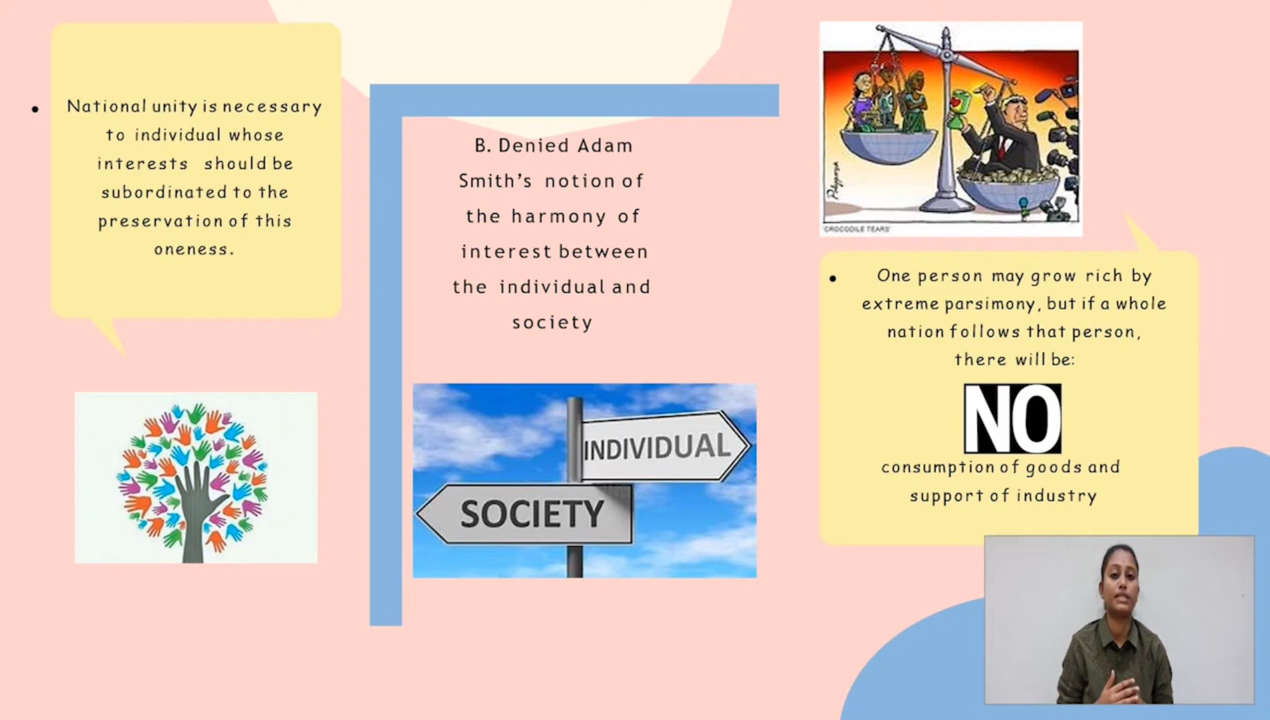 National unity is necessary
to individual whose
interests should be
subordinated to the
preservation of this
oneness.
B. Denied Adam
Smith's notion of
the harmony of
interest between
the individual and
society
INDIVIDUAL
SOCIETY
'CROCODILE TEARS'
One person may grow rich by
extreme parsimony, but if a whole
nation follows that person,
there will be:
NO
consumption of goods and
support of industry